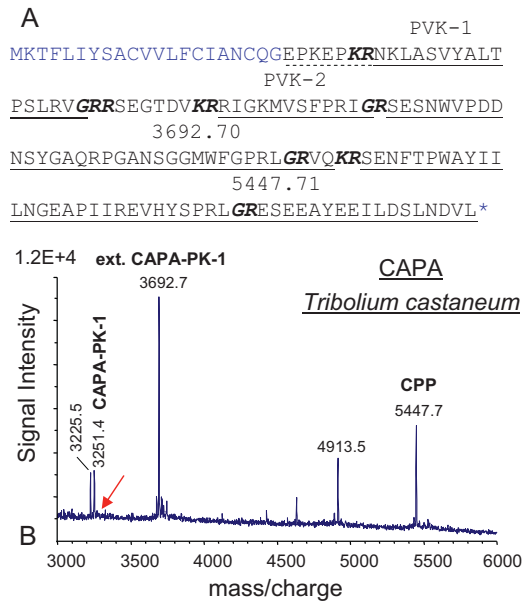 A
PVK-1
MKTFLIYSACVVLFCIANCQGEPKEPKRNKLASVYALT
PVK-2
PSLRVGRRSEGTDVKRRIGKMVSFPRIGRSESNWVPDD
3692.70
NSYGAQRPGANSGGMWFGPRLGRVQKRSENFTPWAYII
5447.71
LNGEAPIIREVHYSPRLGRESEEAYEEILDSLNDVL*
1.2E+4
ext. CAPA-PK-1
3692.7
CAPA
Tribolium castaneum
Signal Intensity
3225.5
3251.4
CAPA-PK-1
4913.5
CPP
5447.7
B
3000 3500 4000 4500 5000 5500 6000
mass/charge